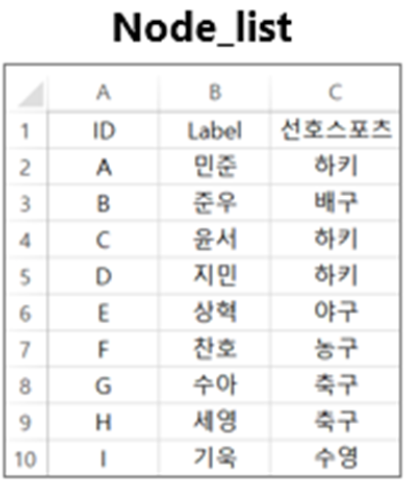 Node_list
A B C
1 ID Label 선호스포츠
2 A 민준 하키
3 B 준우 배구
4 C 윤서 하키
5 D 지민 하키
6 E 상혁 야구
7 F 찬호 농구
8 G 수아 축구
9 H 세영 축구
10 I 기욱 수영